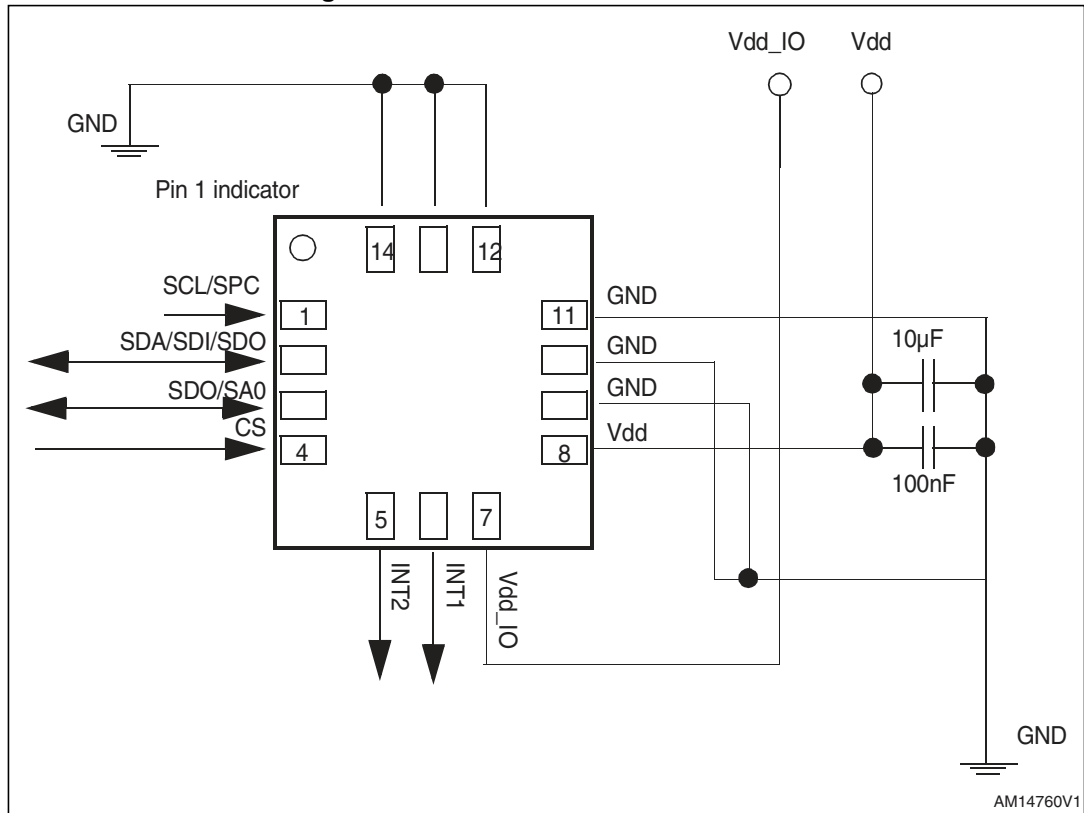 Vdd_IO
Vdd
GND
Pin 1 indicator
14
12
SCL/SPC
1
11
GND
10µF
SDA/SDI/SDO
GND
SDO/SA0
GND
CS
4
8
Vdd
100nF
5
7
INT2
INT1
Vdd_IO
GND
AM14760V1